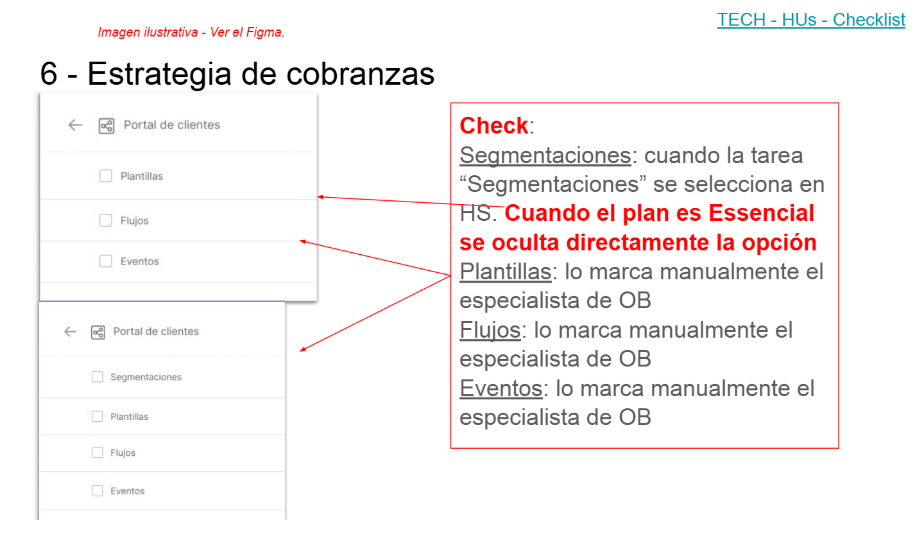 TECH - HUs - Checklist
Imagen ilustrativa - Ver el Figma.
6 - Estrategia de cobranzas
Portal de clientes
Plantillas
Flujos
Eventos
Portal de clientes
Segmentaciones
Plantillas
Flujos
Eventos
Check:
Segmentaciones: cuando la tarea
“Segmentaciones” se selecciona en
HS. Cuando el plan es Essencial
se oculta directamente la opción
Plantillas: lo marca manualmente el
especialista de OB
Flujos: lo marca manualmente el
especialista de OB
Eventos: lo marca manualmente el
especialista de OB